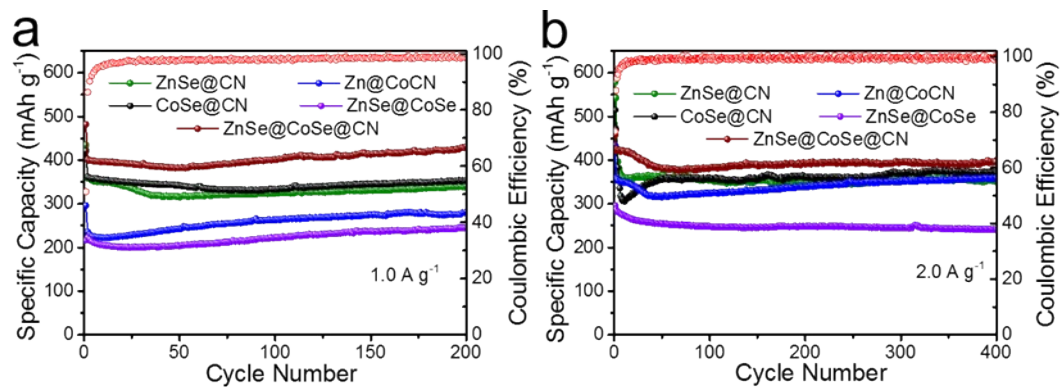 a
Specific Capacity (mAh g⁻¹)
600
500
400
300
200
100
0
ZnSe@CN
Zn@CoCN
CoSe@CN
ZnSe@CoSe
ZnSe@CoSe@CN
1.0 A g⁻¹
0
50
100
150
200
Cycle Number
100
80
60
40
20
0
Coulombic Efficiency (%)
b
Specific Capacity (mAh g⁻¹)
600
500
400
300
200
100
0
ZnSe@CN
Zn@CoCN
CoSe@CN
ZnSe@CoSe
ZnSe@CoSe@CN
2.0 A g⁻¹
0
100
200
300
400
Cycle Number
100
80
60
40
20
0
Coulombic Efficiency (%)